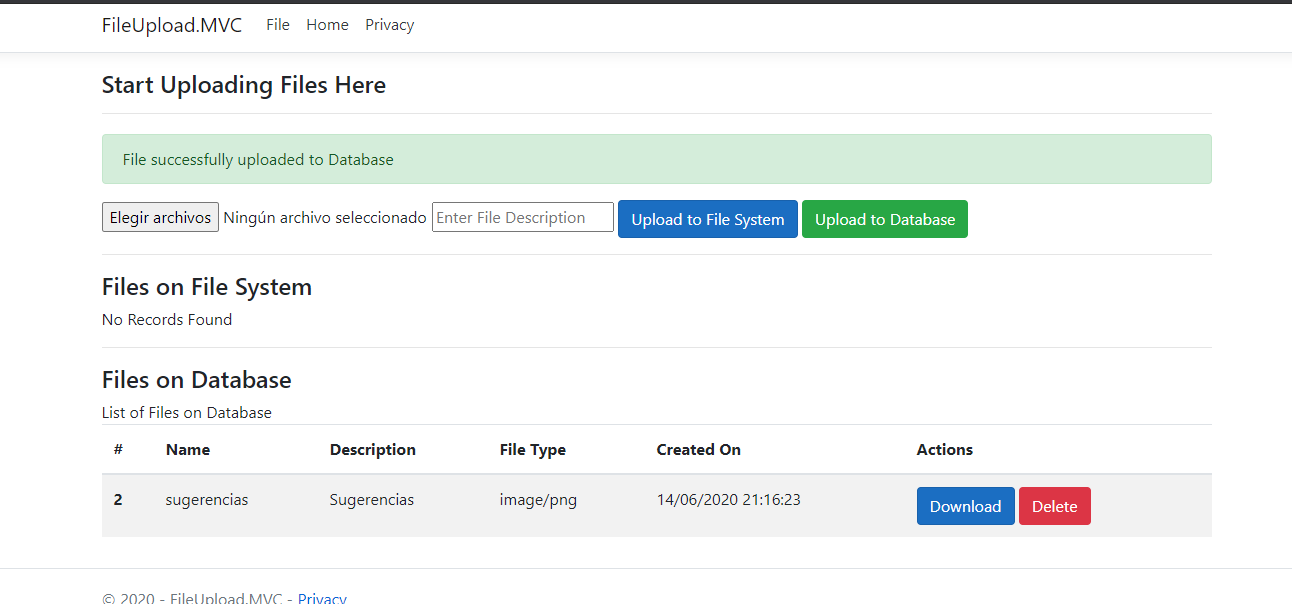 FileUpload.MVC File Home Privacy
Start Uploading Files Here
File successfully uploaded to Database
Elegir archivos Ningún archivo seleccionado Enter File Description Upload to File System Upload to Database
Files on File System
No Records Found
Files on Database
List of Files on Database
# Name Description File Type Created On Actions
2 sugerencias Sugerencias image/png 14/06/2020 21:16:23 Download Delete
© 2020 - FileUpload.MVC - Privacy